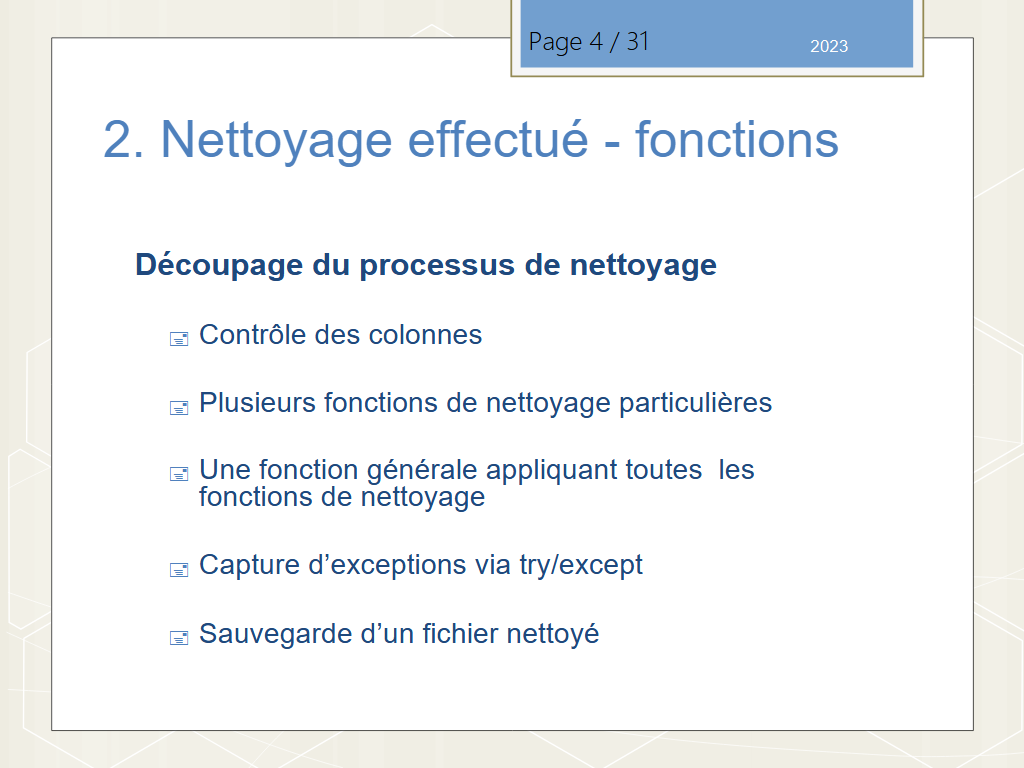 Page 4 / 31
2023
2. Nettoyage effectué - fonctions
Découpage du processus de nettoyage
Contrôle des colonnes
Plusieurs fonctions de nettoyage particulières
Une fonction générale appliquant toutes  les
fonctions de nettoyage
Capture d’exceptions via try/except
Sauvegarde d’un fichier nettoyé